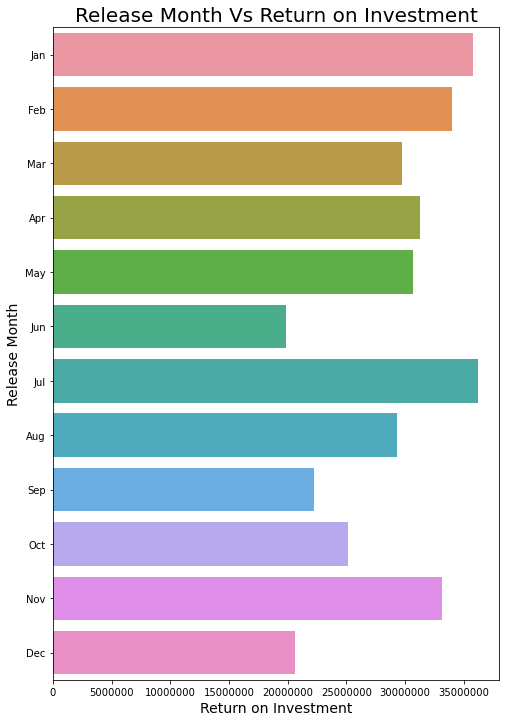 Release Month Vs Return on Investment
Jan
Feb
Mar
Apr
May
Jun
Jul
Aug
Sep
Oct
Nov
Dec
Release Month
0 5000000 10000000 15000000 20000000 25000000 30000000 35000000
Return on Investment